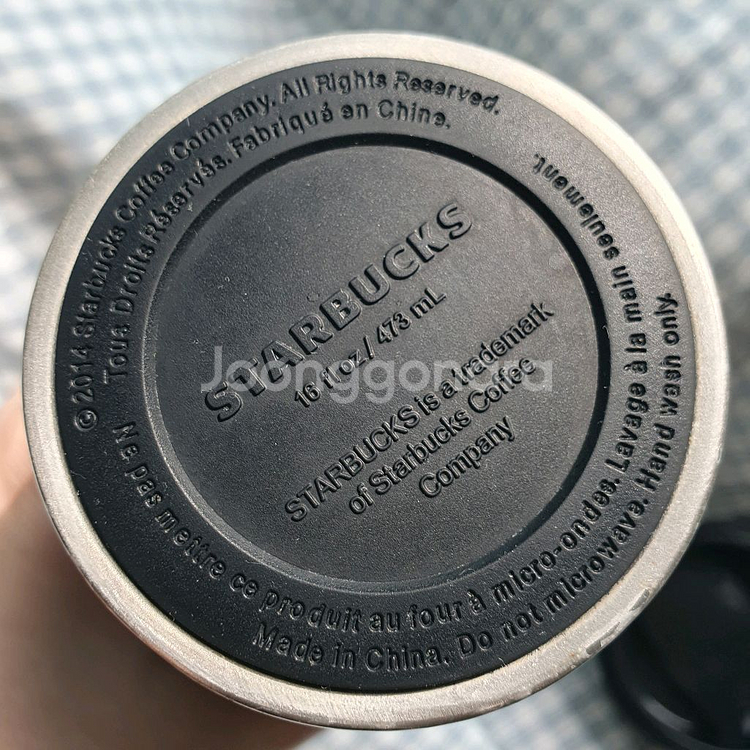 © 2014 Starbucks Coffee Company. All Rights Reserved.
Tous Droits Réservés. Fabriqué en Chine.
STARBUCKS
16 fl oz / 473 mL
STARBUCKS is a trademark
of Starbucks Coffee
Company
Ne pas mettre ce produit au four à micro-ondes. Lavage à la main seulement.
Made in China. Do not microwave. Hand wash only.
Joonggonara